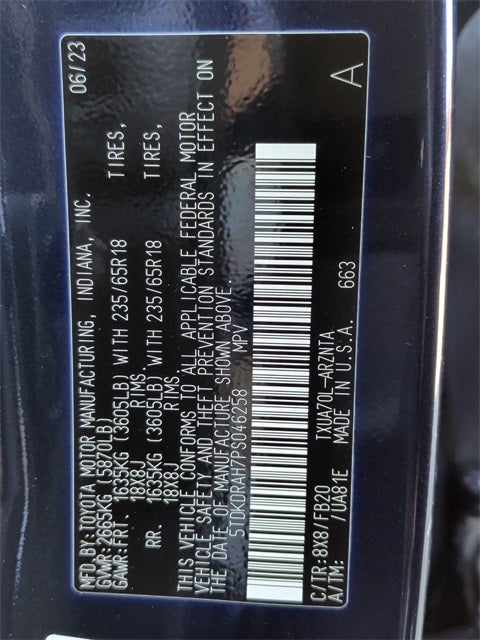 MFD.BY:TOYOTA MOTOR MANUFACTURING, INDIANA, INC. 06/23
GVWR:2665KG (5870LB)
GAWR:FRT. 1635KG (3605LB) WITH 235/65R18 TIRES,
18X8J RIMS
RR. 1635KG (3605LB) WITH 235/65R18 TIRES,
18X8J RIMS
THIS VEHICLE CONFORMS TO ALL APPLICABLE FEDERAL MOTOR
VEHICLE SAFETY AND THEFT PREVENTION STANDARDS IN EFFECT ON
THE DATE OF MANUFACTURE SHOWN ABOVE.
5TDKDRAH7PS046258 MPV
C/TR:8X8/FB20 TXUA70L-ARZNTA 663 A
A/TM: /UA81E MADE IN U.S.A.